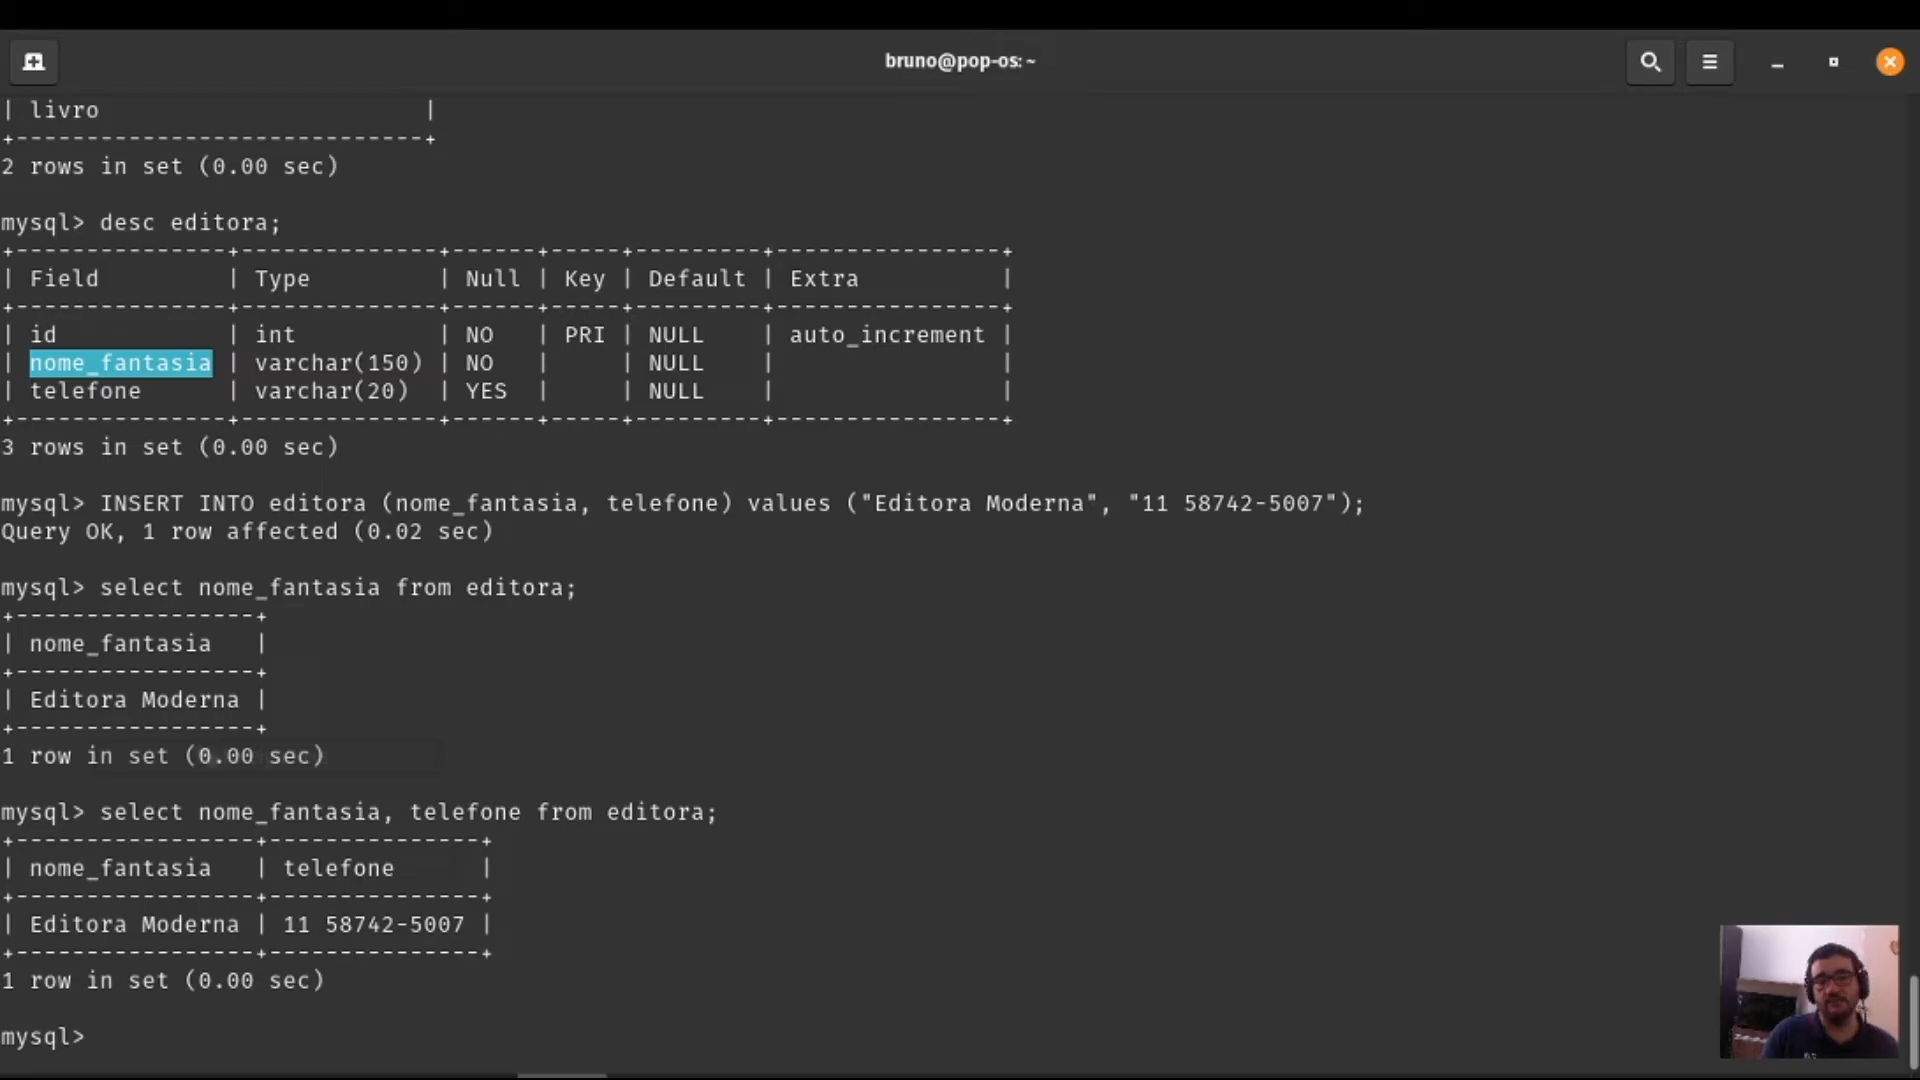 bruno@pop-os: ~
| livro                       |
+-----------------------------+
2 rows in set (0.00 sec)
mysql> desc editora;
+---------------+--------------+------+-----+---------+----------------+
| Field         | Type         | Null | Key | Default | Extra          |
+---------------+--------------+------+-----+---------+----------------+
| id            | int          | NO   | PRI | NULL    | auto_increment |
| nome_fantasia | varchar(150) | NO   |     | NULL    |                |
| telefone      | varchar(20)  | YES  |     | NULL    |                |
+---------------+--------------+------+-----+---------+----------------+
3 rows in set (0.00 sec)
mysql> INSERT INTO editora (nome_fantasia, telefone) values ("Editora Moderna", "11 58742-5007");
Query OK, 1 row affected (0.02 sec)
mysql> select nome_fantasia from editora;
+-----------------+
| nome_fantasia   |
+-----------------+
| Editora Moderna |
+-----------------+
1 row in set (0.00 sec)
mysql> select nome_fantasia, telefone from editora;
+-----------------+---------------+
| nome_fantasia   | telefone      |
+-----------------+---------------+
| Editora Moderna | 11 58742-5007 |
+-----------------+---------------+
1 row in set (0.00 sec)
mysql>